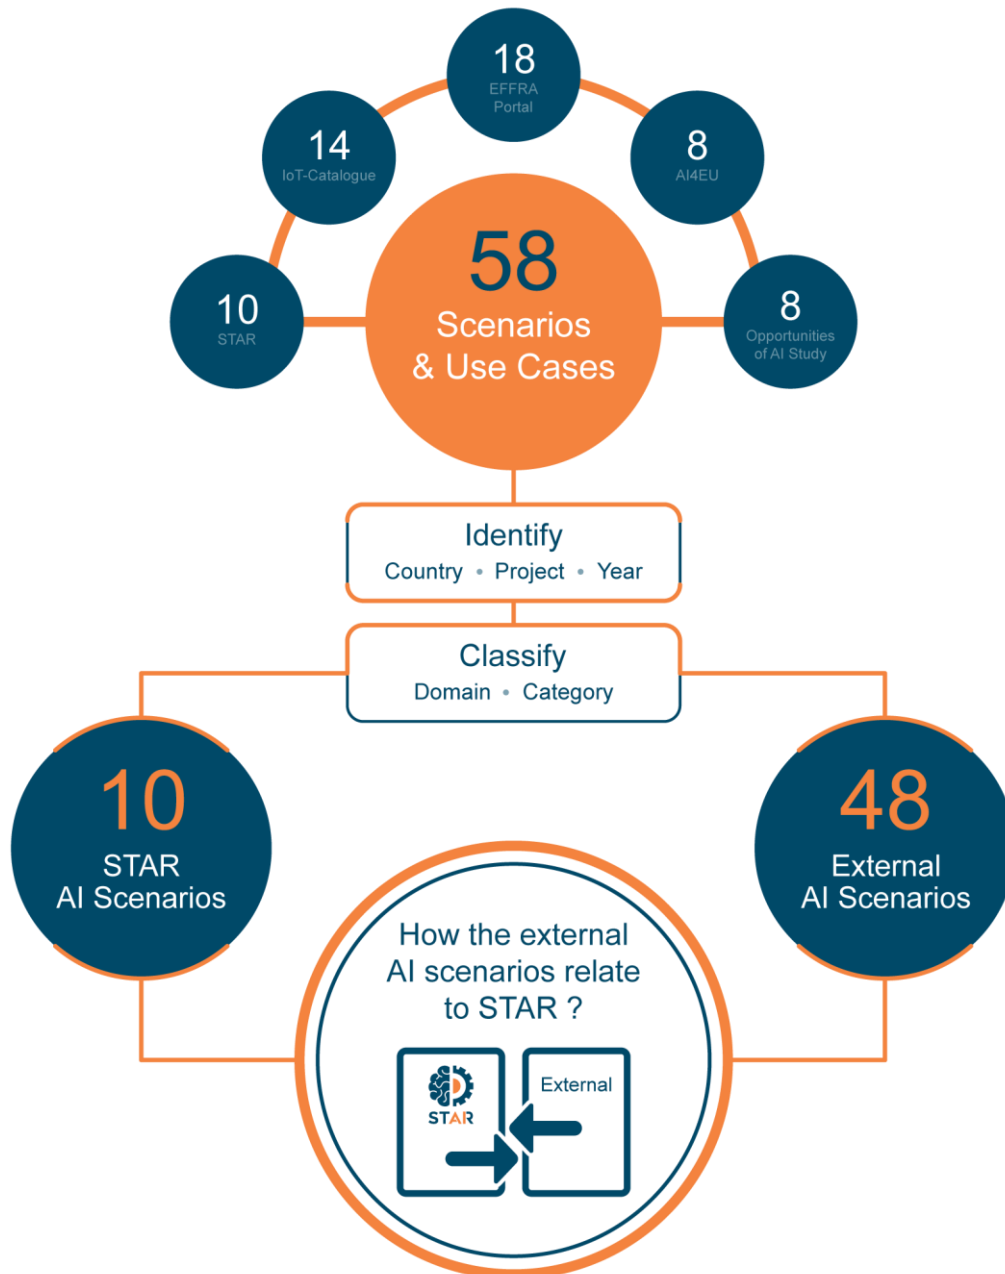 18
EFFRA
Portal
14
IoT-Catalogue
8
AI4EU
10
STAR
58
Scenarios
& Use Cases
8
Opportunities
of AI Study
Identify
Country • Project • Year
Classify
Domain • Category
10
STAR
AI Scenarios
48
External
AI Scenarios
How the external
AI scenarios relate
to STAR ?
STAR
External